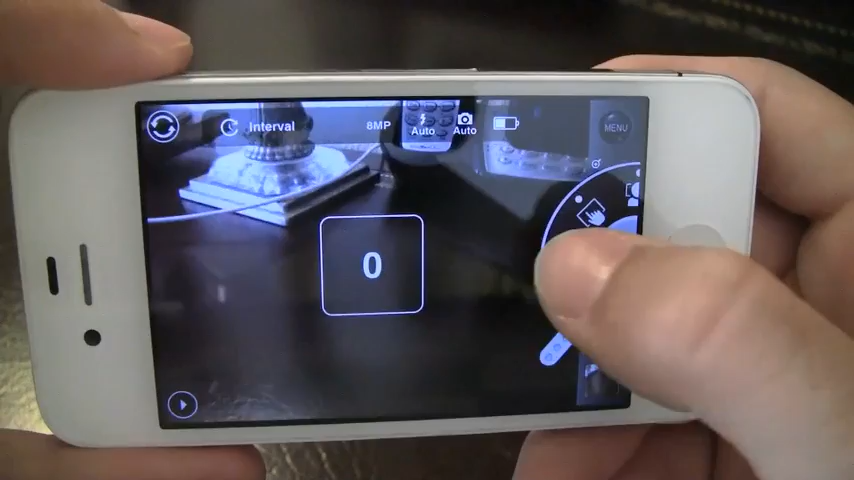 Interval
8MP
Auto
Auto
MENU
0